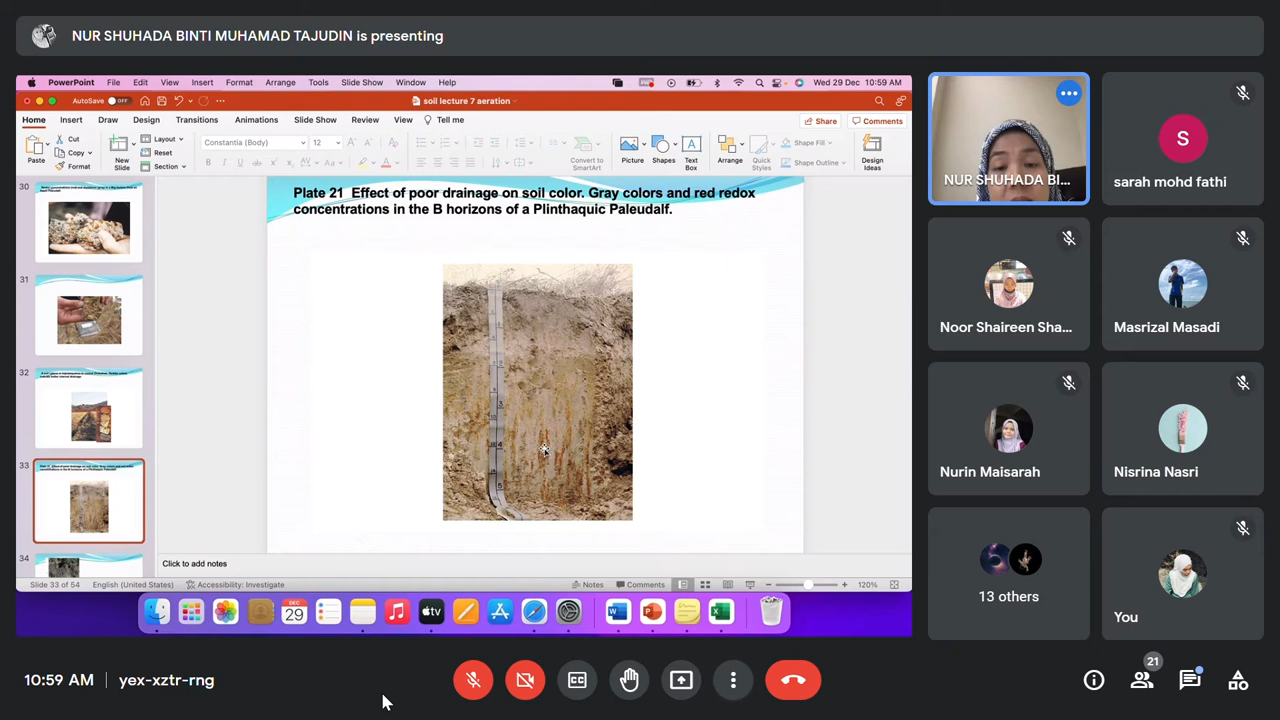 NUR SHUHADA BINTI MUHAMAD TAJUDIN is presenting
PowerPoint File Edit View Insert Format Arrange Tools Slide Show Window Help Wed 29 Dec 10:59 AM
AutoSave OFF soil lecture 7 aeration
Home Insert Draw Design Transitions Animations Slide Show Review View Tell me Share Comments
Paste Cut Copy Format New Slide Layout Reset Section Constantia (Body) 12 Convert to SmartArt Picture Shapes Text Box Arrange Quick Styles Shape Fill Shape Outline Design Ideas
30
31
32
33
34
Plate 21 Effect of poor drainage on soil color. Gray colors and red redox
concentrations in the B horizons of a Plinthaquic Paleudalf.
Click to add notes
Slide 33 of 54 English (United States) Accessibility: Investigate Notes Comments 120%
DEC
29
tv
NUR SHUHADA BI...
S
sarah mohd fathi
Noor Shaireen Sha...
Masrizal Masadi
Nurin Maisarah
Nisrina Nasri
13 others
You
10:59 AM yex-xztr-rng
21